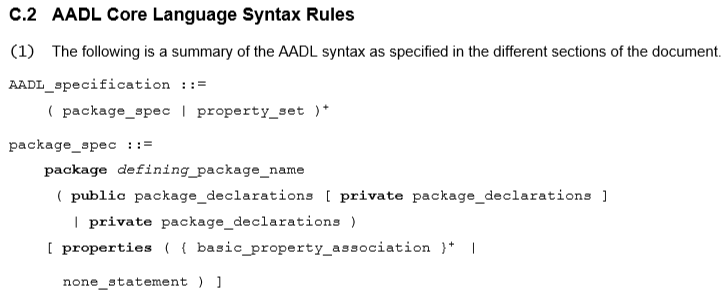 C.2 AADL Core Language Syntax Rules
(1) The following is a summary of the AADL syntax as specified in the different sections of the document.
AADL_specification ::=
( package_spec | property_set )+
package_spec ::=
package defining_package_name
( public package_declarations [ private package_declarations ]
| private package_declarations )
[ properties ( { basic_property_association }+ |
none_statement ) ]